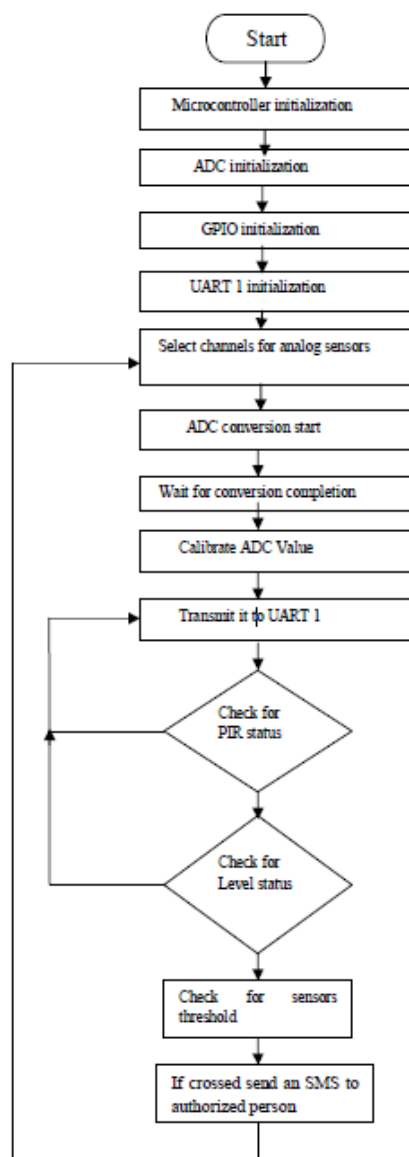 Start
Microcontroller initialization
ADC initialization
GPIO initialization
UART 1 initialization
Select channels for analog sensors
ADC conversion start
Wait for conversion completion
Calibrate ADC Value
Transmit it to UART 1
Check for
PIR status
Check for
Level status
Check for sensors
threshold
If crossed send an SMS to
authorized person